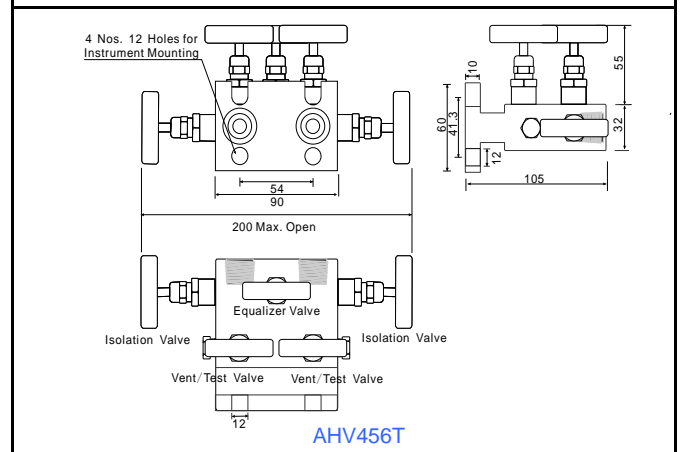 4 Nos. 12 Holes for
Instrument Mounting
10
55
60
41.3
32
12
105
54
90
200 Max. Open
Equalizer Valve
Isolation Valve
Isolation Valve
Vent/Test Valve
Vent/Test Valve
12
AHV456T